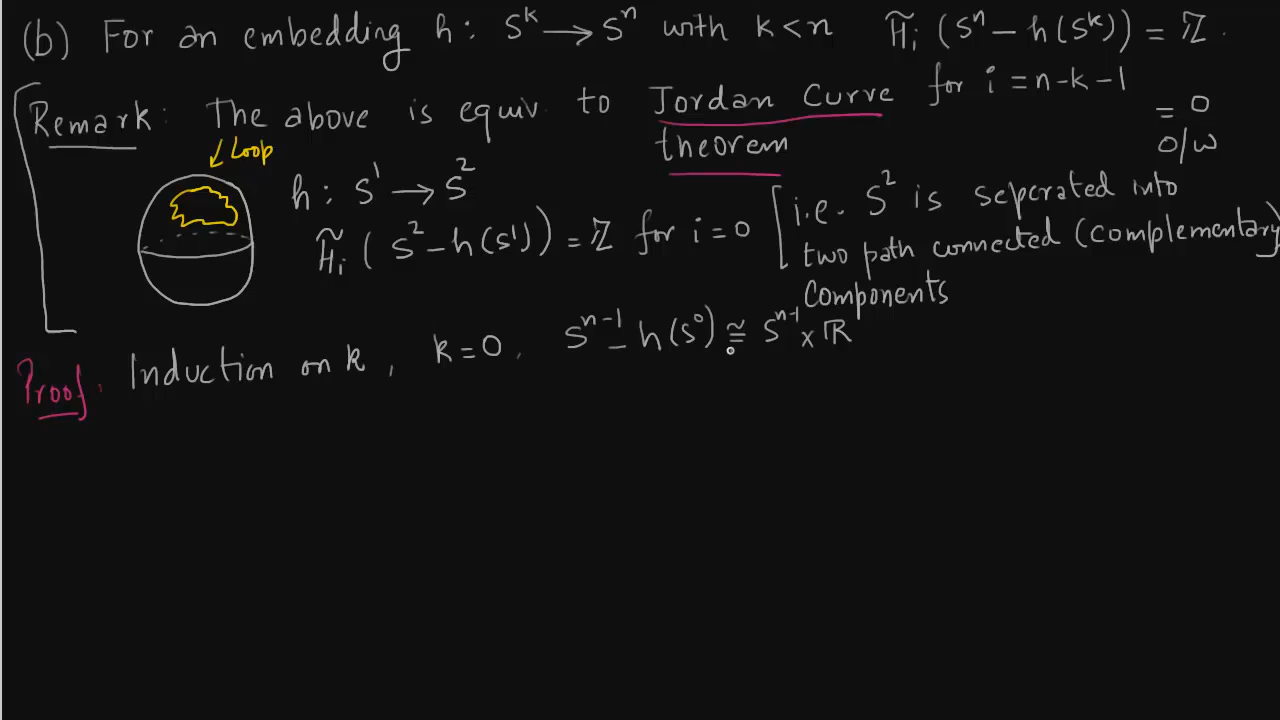 (b) For an embedding h: S^k → S^n with k < n H̃_i (S^n − h(S^k)) = ℤ.
for i = n-k-1
= 0
o/w
Remark: The above is equiv. to Jordan Curve
theorem
Loop
h: S^1 → S^2
H̃_i (S^2 − h(S^1)) = ℤ for i = 0 [i.e. S^2 is seperated into
two path connected (complementary)
Components
Proof: Induction on k, k = 0, S^{n-1} − h(S^0) ≅ S^{n-1} × ℝ